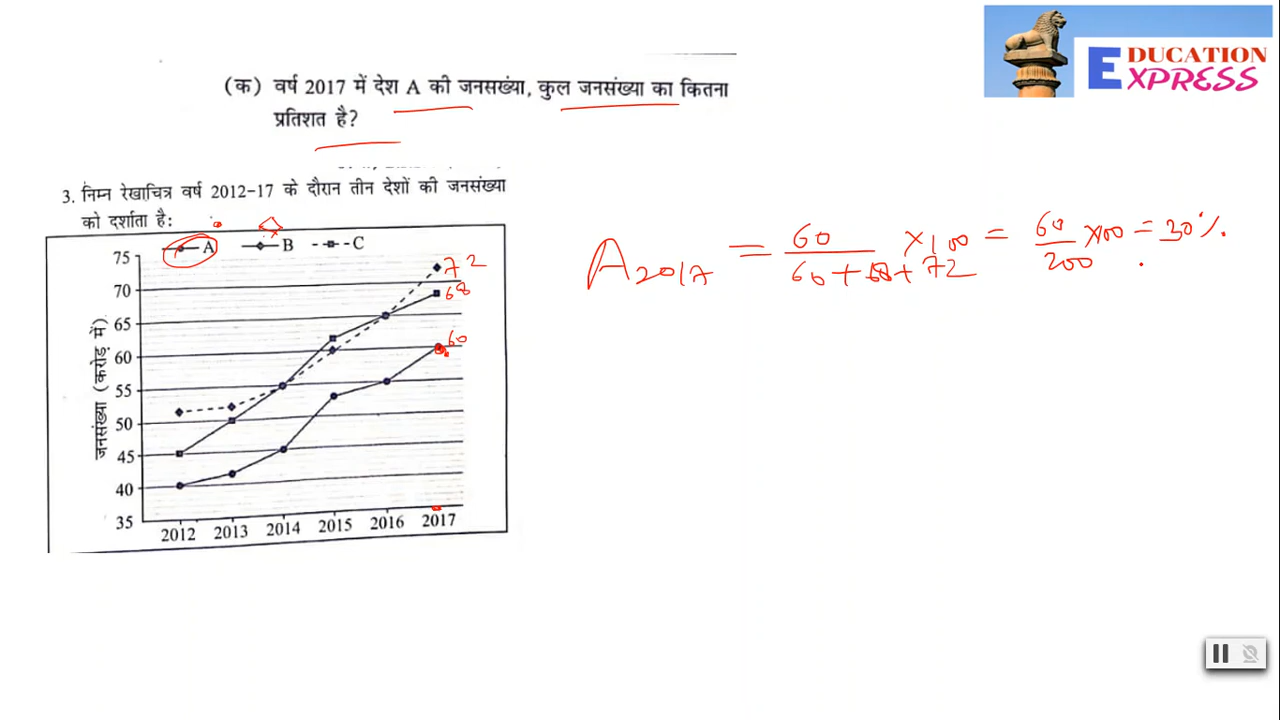 EDUCATION
EXPRESS
(क) वर्ष 2017 में देश A की जनसख्या, कुल जनसंख्या का कितना
प्रतिशत है?
3. निम्न रेखाचित्र वर्ष 2012-17 के दौरान तीन देशों की जनसंख्या
को दर्शाता है:
A B C
75
70
65
60
55
50
45
40
35
जनसंख्या (करोड़ में)
2012 2013 2014 2015 2016 2017
72
68
60
A2017 = 60 / 60+68+72 ×100 = 60 / 200 ×100 = 30%.